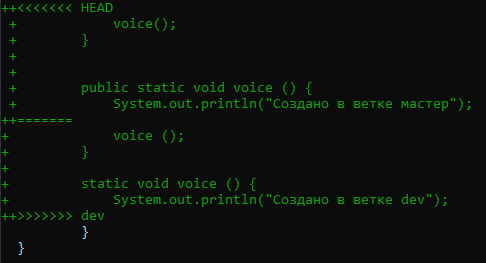 ++<<<<<<< HEAD
 +            voice();
 +        }
 +
 +
 +        public static void voice () {
 +            System.out.println("Создано в ветке мастер");
++=======
+             voice ();
+         }
+
+         static void voice () {
+             System.out.println("Создано в ветке dev");
++>>>>>>> dev
          }
  }